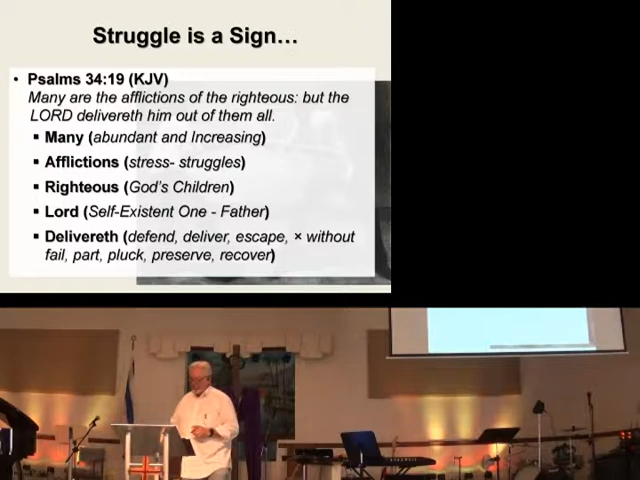 Struggle is a Sign...
• Psalms 34:19 (KJV)
Many are the afflictions of the righteous: but the
LORD delivereth him out of them all.
▪ Many (abundant and Increasing)
▪ Afflictions (stress- struggles)
▪ Righteous (God's Children)
▪ Lord (Self-Existent One - Father)
▪ Delivereth (defend, deliver, escape, × without
fail, part, pluck, preserve, recover)